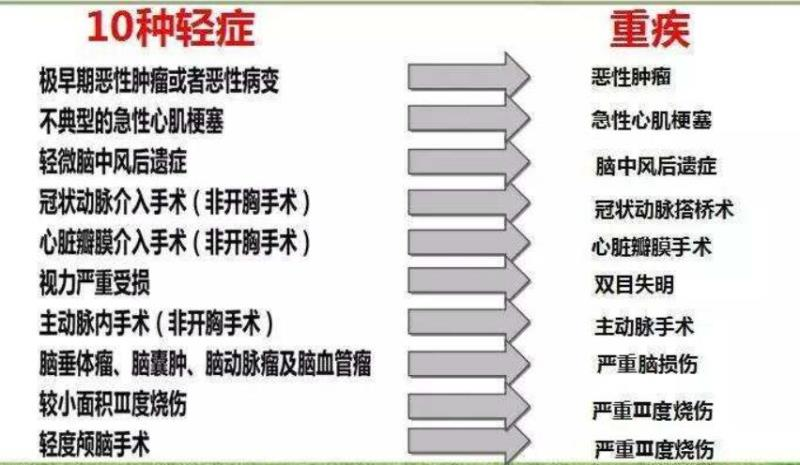 10种轻症 重疾
极早期恶性肿瘤或者恶性病变 恶性肿瘤
不典型的急性心肌梗塞 急性心肌梗塞
轻微脑中风后遗症 脑中风后遗症
冠状动脉介入手术(非开胸手术) 冠状动脉搭桥术
心脏瓣膜介入手术(非开胸手术) 心脏瓣膜手术
视力严重受损 双目失明
主动脉内手术(非开胸手术) 主动脉手术
脑垂体瘤、脑囊肿、脑动脉瘤及脑血管瘤 严重脑损伤
较小面积Ⅲ度烧伤 严重Ⅲ度烧伤
轻度颅脑手术 严重Ⅲ度烧伤